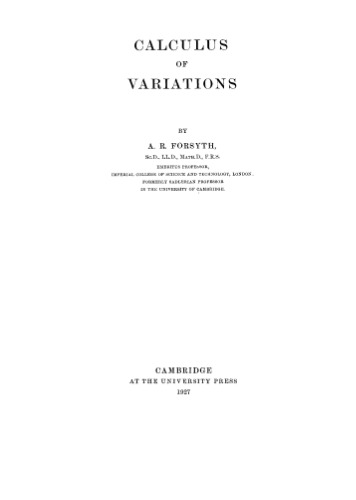 CALCULUS
OF
VARIATIONS
BY
A. R. FORSYTH,
Sc.D., LL.D., Math.D., F.R.S.
EMERITUS PROFESSOR,
IMPERIAL COLLEGE OF SCIENCE AND TECHNOLOGY, LONDON:
FORMERLY SADLERIAN PROFESSOR
IN THE UNIVERSITY OF CAMBRIDGE.
CAMBRIDGE
AT THE UNIVERSITY PRESS
1927